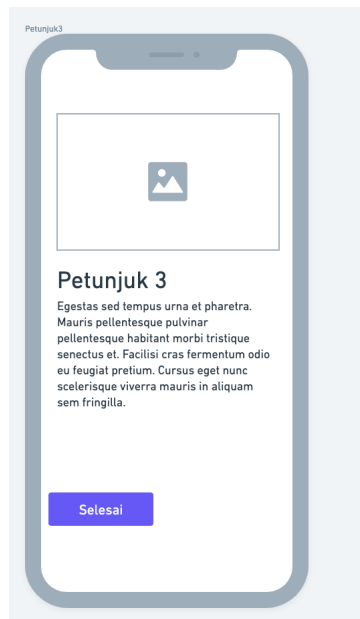 Petunjuk3
Petunjuk 3
Egestas sed tempus urna et pharetra.
Mauris pellentesque pulvinar
pellentesque habitant morbi tristique
senectus et. Facilisi cras fermentum odio
eu feugiat pretium. Cursus eget nunc
scelerisque viverra mauris in aliquam
sem fringilla.
Selesai